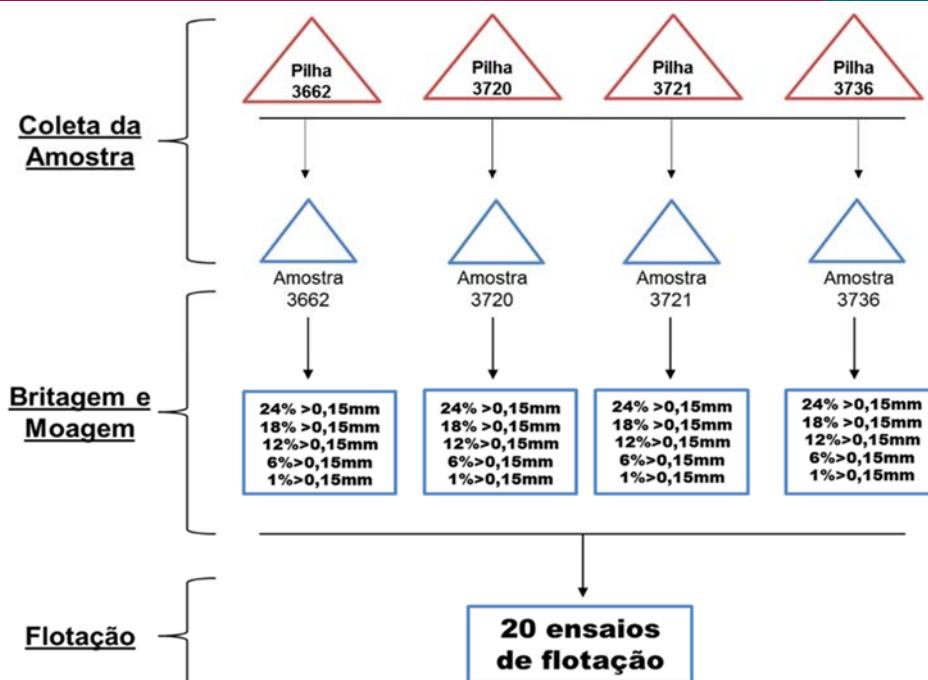 Pilha
3662
Pilha
3720
Pilha
3721
Pilha
3736
Coleta da
Amostra
Amostra
3662
Amostra
3720
Amostra
3721
Amostra
3736
Britagem e
Moagem
24% >0,15mm
18% >0,15mm
12%>0,15mm
6%>0,15mm
1%>0,15mm
24% >0,15mm
18% >0,15mm
12%>0,15mm
6%>0,15mm
1%>0,15mm
24% >0,15mm
18% >0,15mm
12%>0,15mm
6%>0,15mm
1%>0,15mm
24% >0,15mm
18% >0,15mm
12%>0,15mm
6%>0,15mm
1%>0,15mm
Flotação
20 ensaios
de flotação